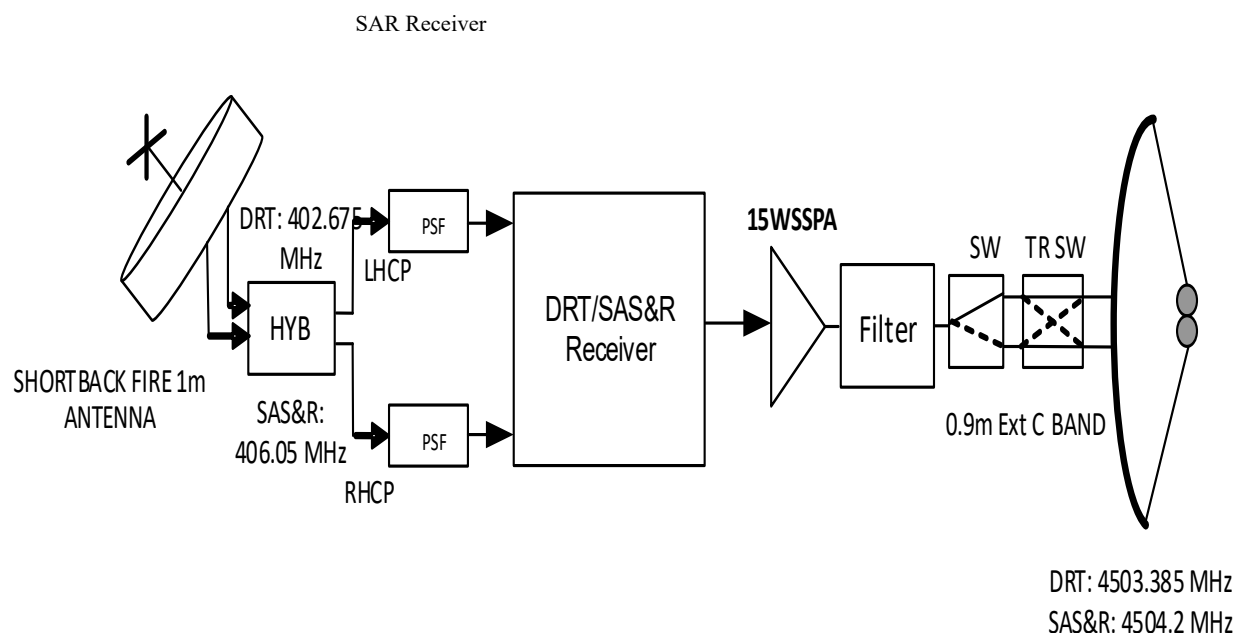 SAR Receiver
DRT: 402.675
MHz
LHCP
PSF
HYB
SHORTBACK FIRE 1m
ANTENNA
SAS&R:
406.05 MHz
RHCP
PSF
DRT/SAS&R
Receiver
15WSSPA
Filter
SW
TR SW
0.9m Ext C BAND
DRT: 4503.385 MHz
SAS&R: 4504.2 MHz